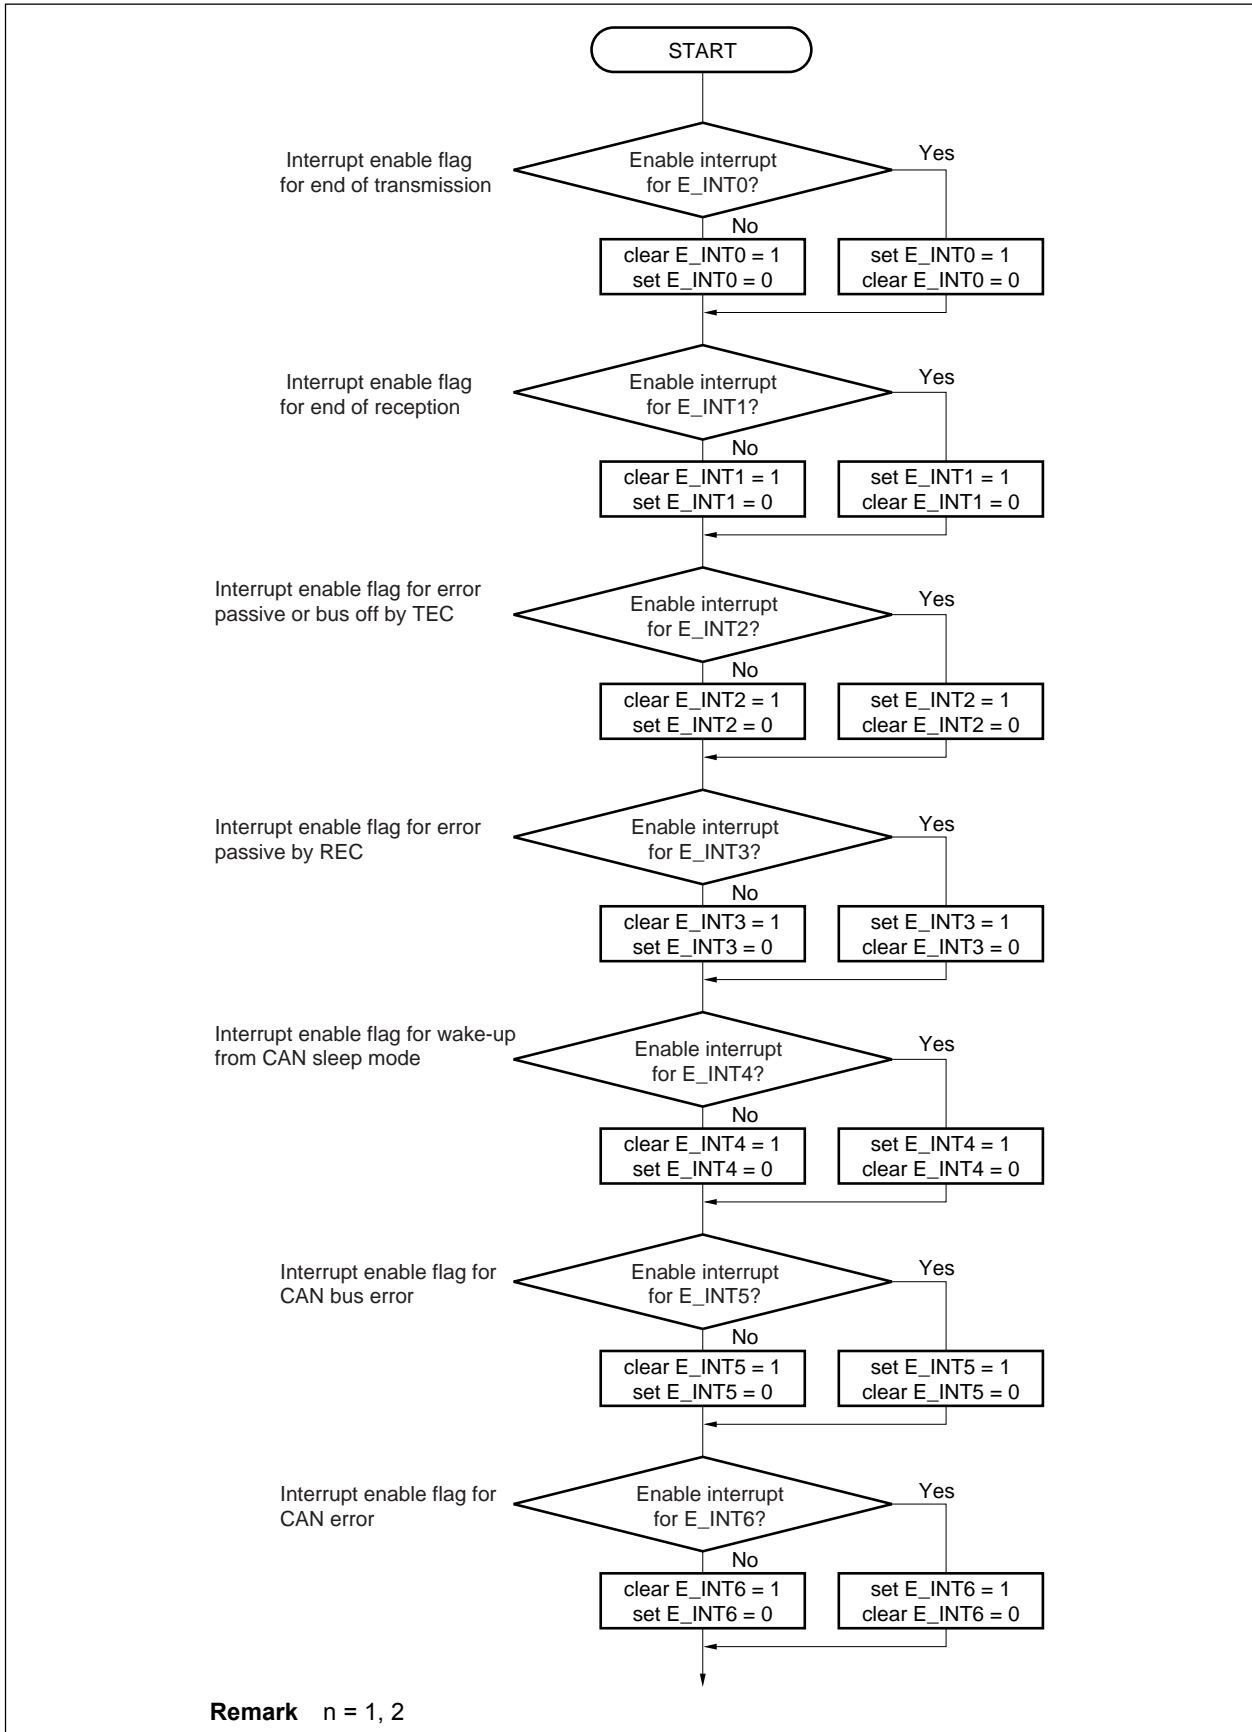 START
Interrupt enable flag
for end of transmission
Enable interrupt
for E_INT0?
Yes
No
clear E_INT0 = 1
set E_INT0 = 0
set E_INT0 = 1
clear E_INT0 = 0
Interrupt enable flag
for end of reception
Enable interrupt
for E_INT1?
Yes
No
clear E_INT1 = 1
set E_INT1 = 0
set E_INT1 = 1
clear E_INT1 = 0
Interrupt enable flag for error
passive or bus off by TEC
Enable interrupt
for E_INT2?
Yes
No
clear E_INT2 = 1
set E_INT2 = 0
set E_INT2 = 1
clear E_INT2 = 0
Interrupt enable flag for error
passive by REC
Enable interrupt
for E_INT3?
Yes
No
clear E_INT3 = 1
set E_INT3 = 0
set E_INT3 = 1
clear E_INT3 = 0
Interrupt enable flag for wake-up
from CAN sleep mode
Enable interrupt
for E_INT4?
Yes
No
clear E_INT4 = 1
set E_INT4 = 0
set E_INT4 = 1
clear E_INT4 = 0
Interrupt enable flag for
CAN bus error
Enable interrupt
for E_INT5?
Yes
No
clear E_INT5 = 1
set E_INT5 = 0
set E_INT5 = 1
clear E_INT5 = 0
Interrupt enable flag for
CAN error
Enable interrupt
for E_INT6?
Yes
No
clear E_INT6 = 1
set E_INT6 = 0
set E_INT6 = 1
clear E_INT6 = 0
Remark n = 1, 2